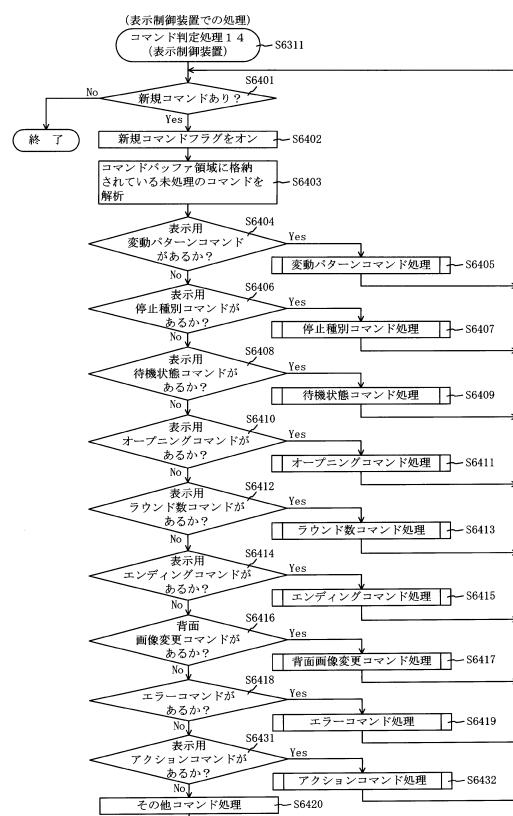 (表示制御装置での処理)
コマンド判定処理14
(表示制御装置)
S6311
S6401
新規コマンドあり?
No
Yes
終 了
新規コマンドフラグをオン
S6402
コマンドバッファ領域に格納
されている未処理のコマンドを
解析
S6403
S6404
表示用
変動パターンコマンド
があるか?
Yes
No
変動パターンコマンド処理
S6405
S6406
表示用
停止種別コマンドが
あるか?
Yes
No
停止種別コマンド処理
S6407
S6408
表示用
待機状態コマンドが
あるか?
Yes
No
待機状態コマンド処理
S6409
S6410
表示用
オープニングコマンドが
あるか?
Yes
No
オープニングコマンド処理
S6411
S6412
表示用
ラウンド数コマンドが
あるか?
Yes
No
ラウンド数コマンド処理
S6413
S6414
表示用
エンディングコマンドが
あるか?
Yes
No
エンディングコマンド処理
S6415
S6416
背面
画像変更コマンドが
あるか?
Yes
No
背面画像変更コマンド処理
S6417
S6418
エラーコマンドが
あるか?
Yes
No
エラーコマンド処理
S6419
S6431
表示用
アクションコマンドが
あるか?
Yes
No
アクションコマンド処理
S6432
その他コマンド処理
S6420